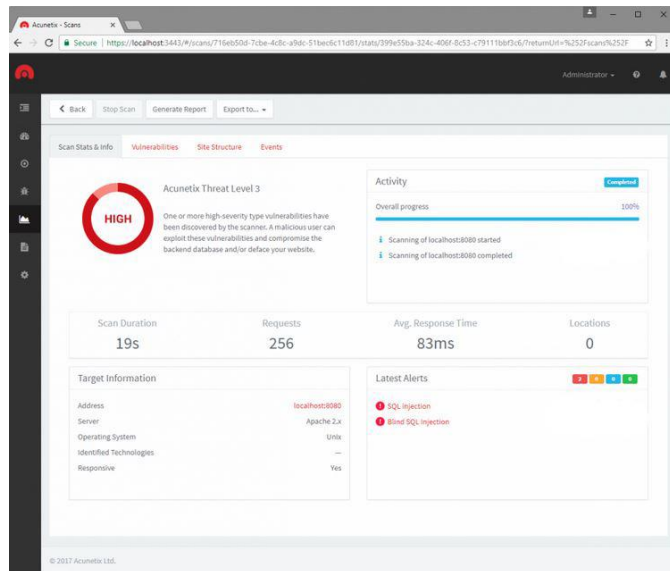 Acunetix - Scans
Secure | https://localhost:3443/#/scans/716eb50d-7cbe-4c8c-a9dc-51bec6c11d81/stats/399e55ba-324c-406f-8c53-c79111bbf3c6/?returnUrl=%252Fscans%252F
Administrator
Back Stop Scan Generate Report Export to...
Scan Stats & Info Vulnerabilities Site Structure Events
HIGH
Acunetix Threat Level 3
One or more high-severity type vulnerabilities have
been discovered by the scanner. A malicious user can
exploit these vulnerabilities and compromise the
backend database and/or deface your website.
Activity Completed
Overall progress 100%
Scanning of localhost:8080 started
Scanning of localhost:8080 completed
Scan Duration Requests Avg. Response Time Locations
19s 256 83ms 0
Target Information
Address localhost:8080
Server Apache 2.x
Operating System Unix
Identified Technologies —
Responsive Yes
Latest Alerts
SQL Injection
Blind SQL Injection
© 2017 Acunetix Ltd.